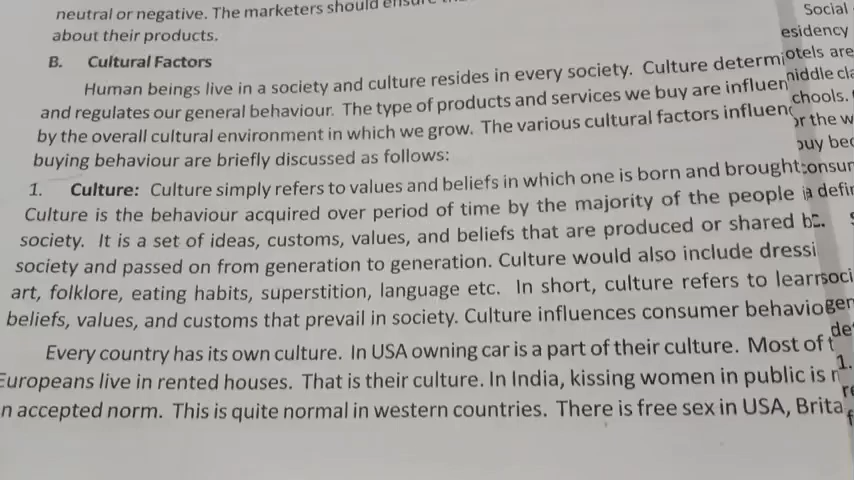 neutral or negative. The marketers should
about their products.
B. Cultural Factors
Human beings live in a society and culture resides in every society. Culture determi
and regulates our general behaviour. The type of products and services we buy are influen
by the overall cultural environment in which we grow. The various cultural factors influenc
buying behaviour are briefly discussed as follows:
1. Culture: Culture simply refers to values and beliefs in which one is born and brought
Culture is the behaviour acquired over period of time by the majority of the people i
society. It is a set of ideas, customs, values, and beliefs that are produced or shared b
society and passed on from generation to generation. Culture would also include dressi
art, folklore, eating habits, superstition, language etc. In short, culture refers to learn
beliefs, values, and customs that prevail in society. Culture influences consumer behavio
Every country has its own culture. In USA owning car is a part of their culture. Most of t
Europeans live in rented houses. That is their culture. In India, kissing women in public is n
n accepted norm. This is quite normal in western countries. There is free sex in USA, Brita
Social
esidency
otels are
middle cla
chools.
or the w
buy bec
consur
a defin
soci
ger
de
1.
re